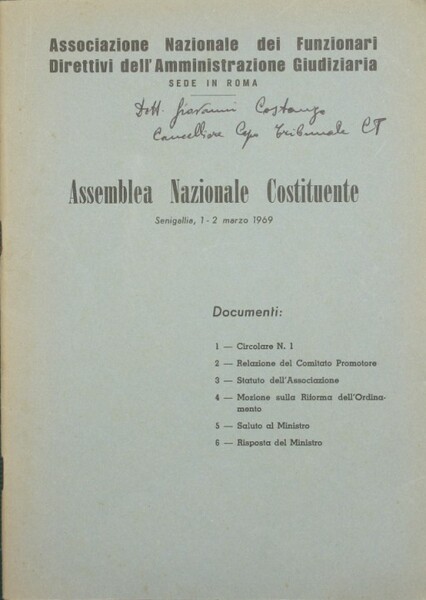 Associazione Nazionale dei Funzionari
Direttivi dell'Amministrazione Giudiziaria
SEDE IN ROMA
Dott. Giovanni Costanzo
Cancelliere Capo Tribunale CT
Assemblea Nazionale Costituente
Senigallia, 1-2 marzo 1969
Documenti:
1 — Circolare N. 1
2 — Relazione del Comitato Promotore
3 — Statuto dell'Associazione
4 — Mozione sulla Riforma dell'Ordina-
mento
5 — Saluto al Ministro
6 — Risposta del Ministro